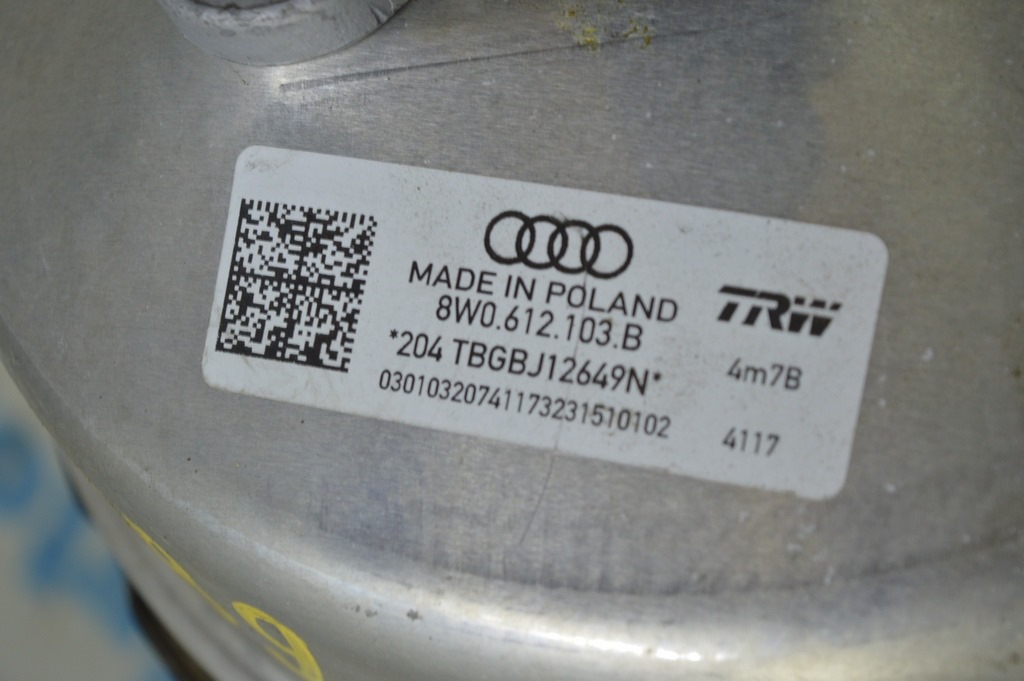 MADE IN POLAND
8W0.612.103.B
*204 TBGBJ12649N*
03010320741173231510102
TRW
4m7B
4117